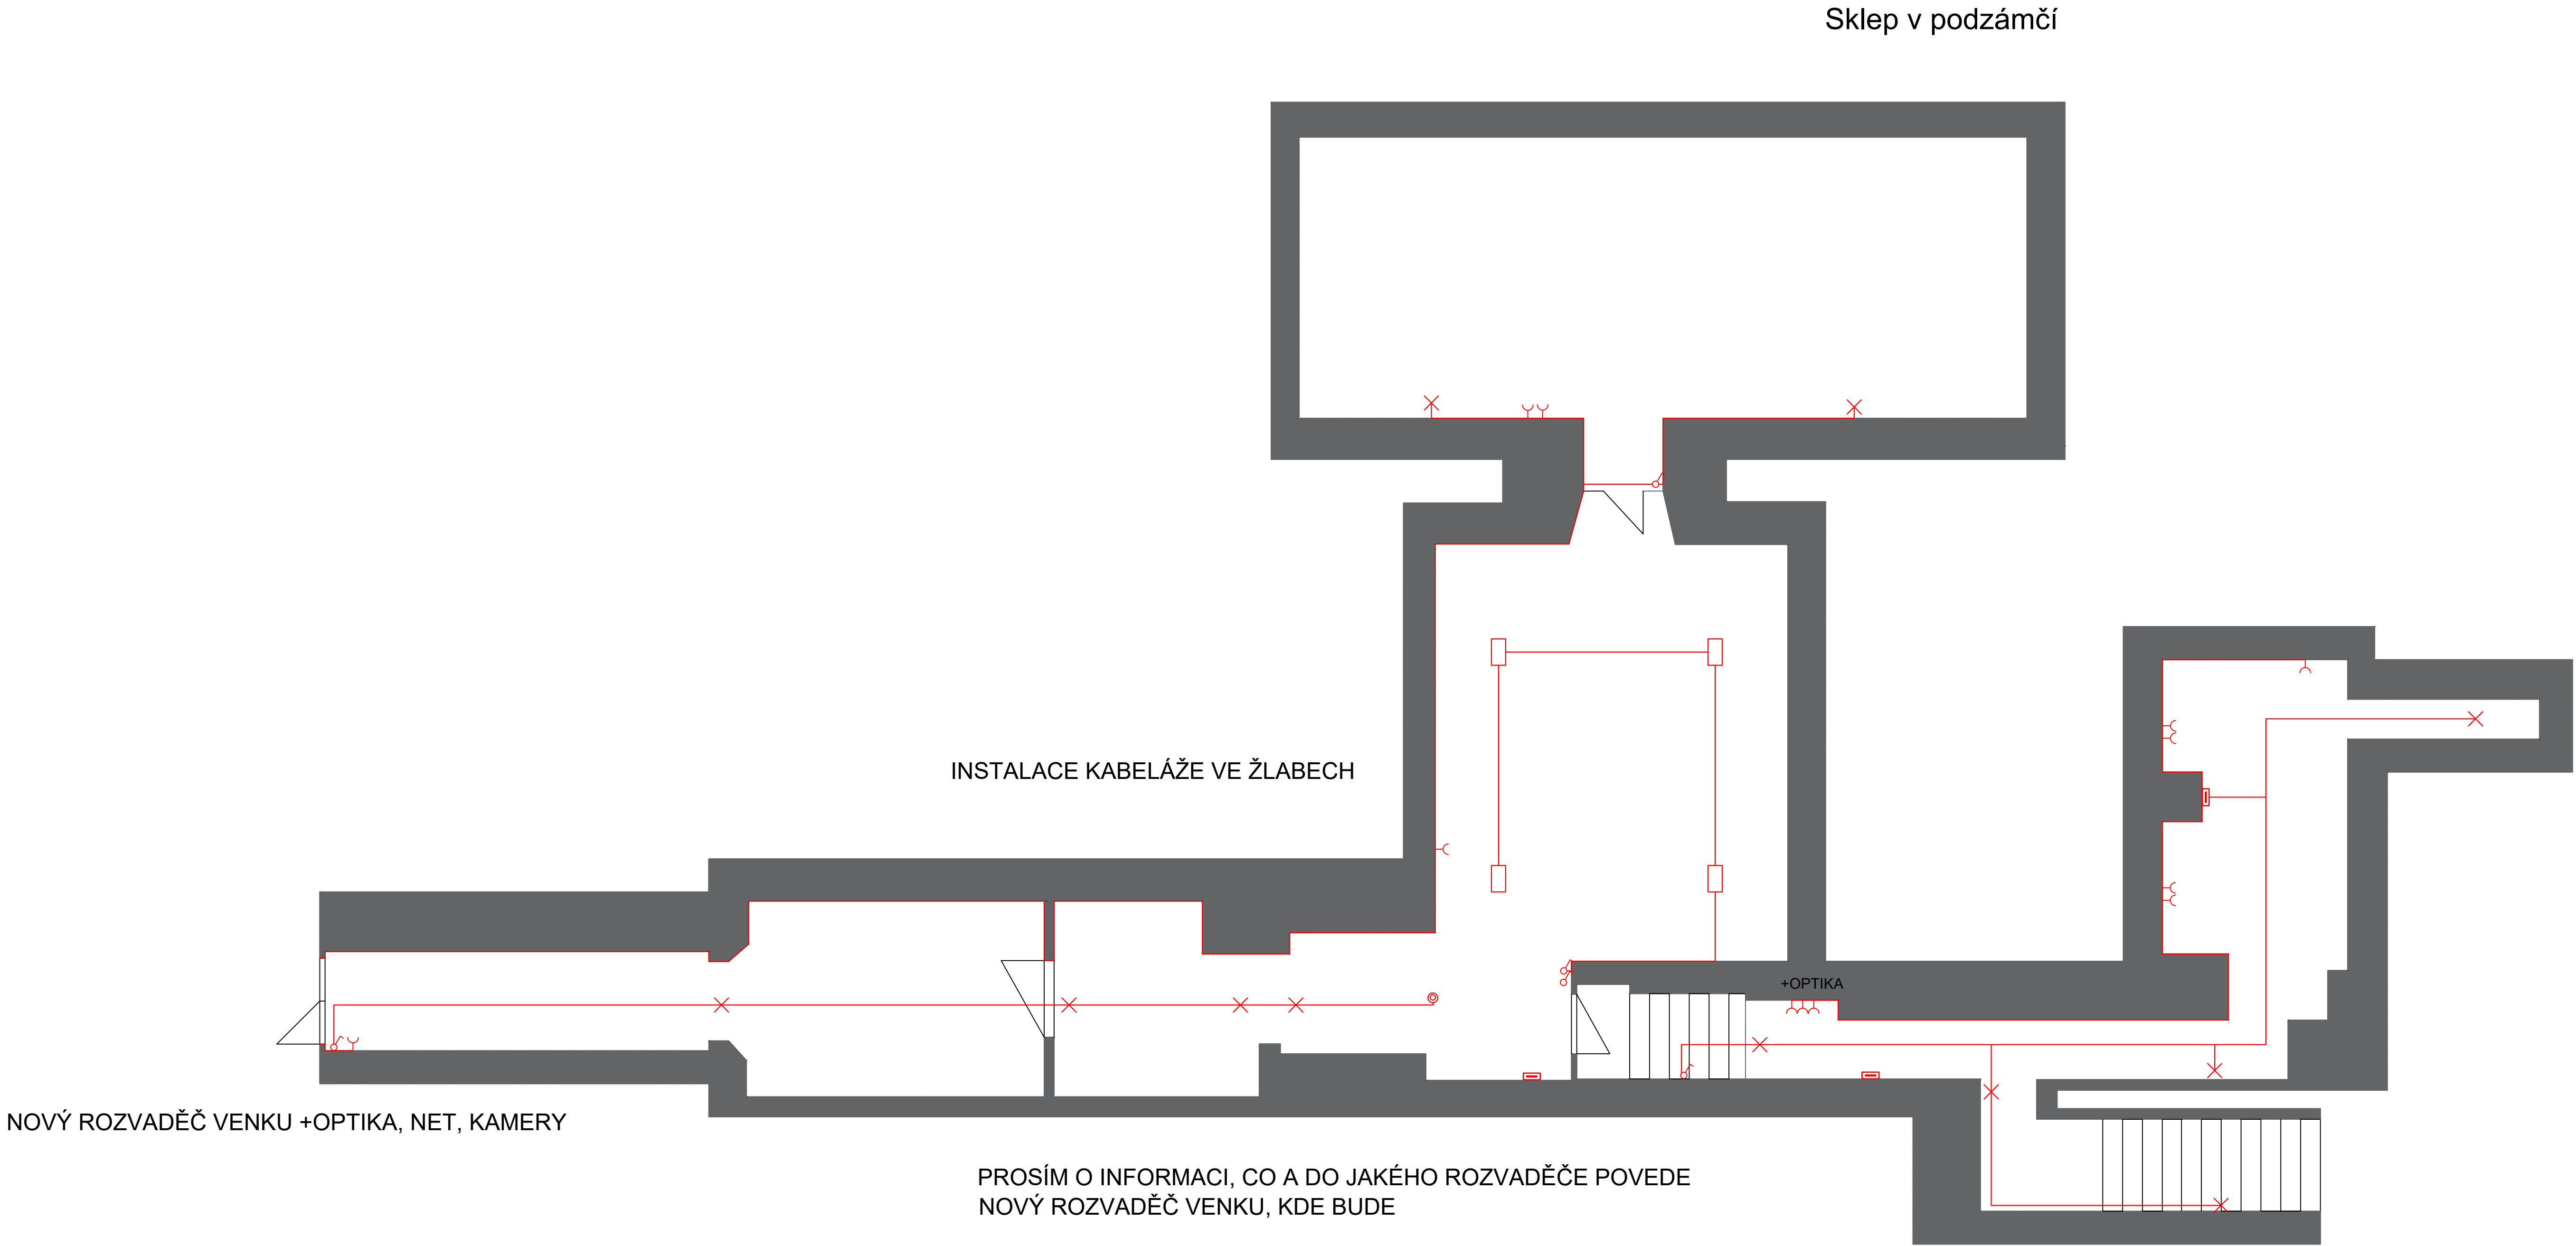 Sklep v podzámčí
INSTALACE KABELÁŽE VE ŽLABECH
+OPTIKA
NOVÝ ROZVADĚČ VENKU +OPTIKA, NET, KAMERY
PROSÍM O INFORMACI, CO A DO JAKÉHO ROZVADĚČE POVEDE
NOVÝ ROZVADĚČ VENKU, KDE BUDE